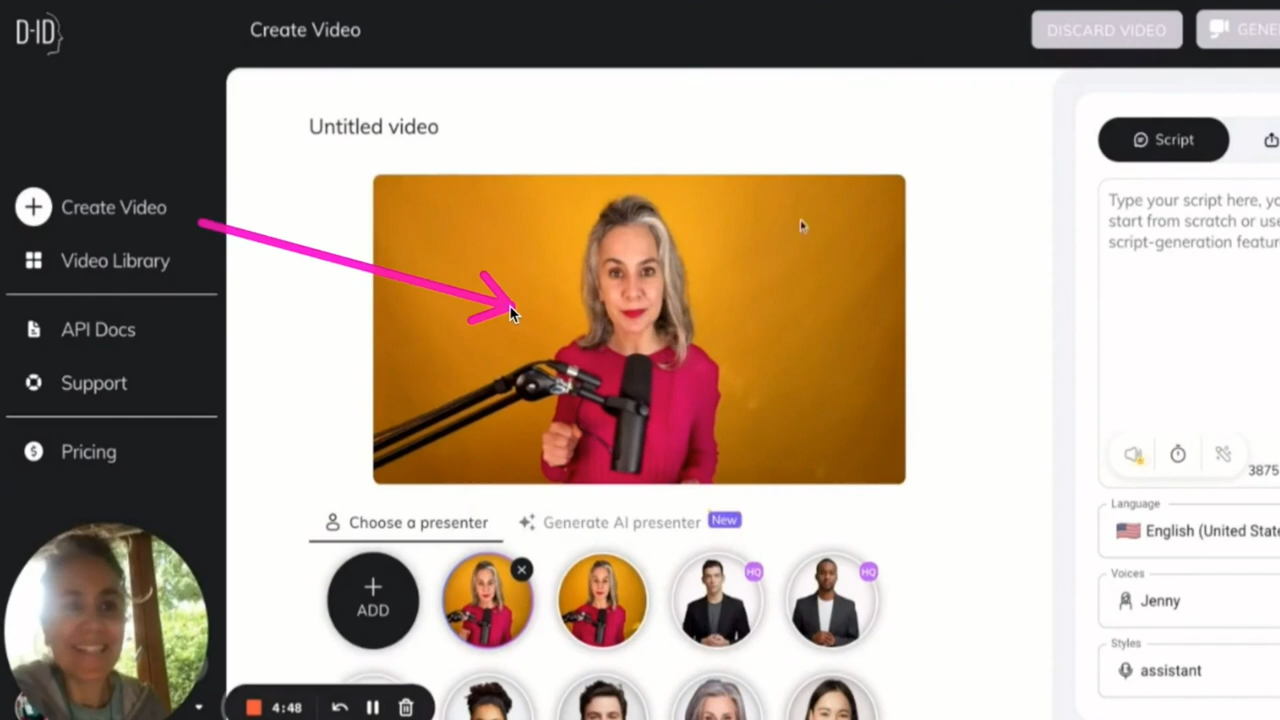 D-ID
Create Video
DISCARD VIDEO
GENE
Untitled video
Create Video
Video Library
API Docs
Support
Pricing
Script
Type your script here, yo
start from scratch or use
script-generation featur
3875
Language
English (United State
Voices
Jenny
Styles
assistant
Choose a presenter
Generate AI presenter
New
+
ADD
HQ
HQ
4:48